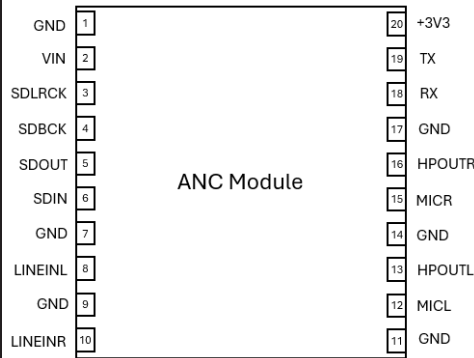 GND 1 20 +3V3
VIN 2 19 TX
SDLRCK 3 18 RX
SDBCK 4 17 GND
SDOUT 5 16 HPOUTR
ANC Module
SDIN 6 15 MICR
GND 7 14 GND
LINEINL 8 13 HPOUTL
GND 9 12 MICL
LINEINR 10 11 GND